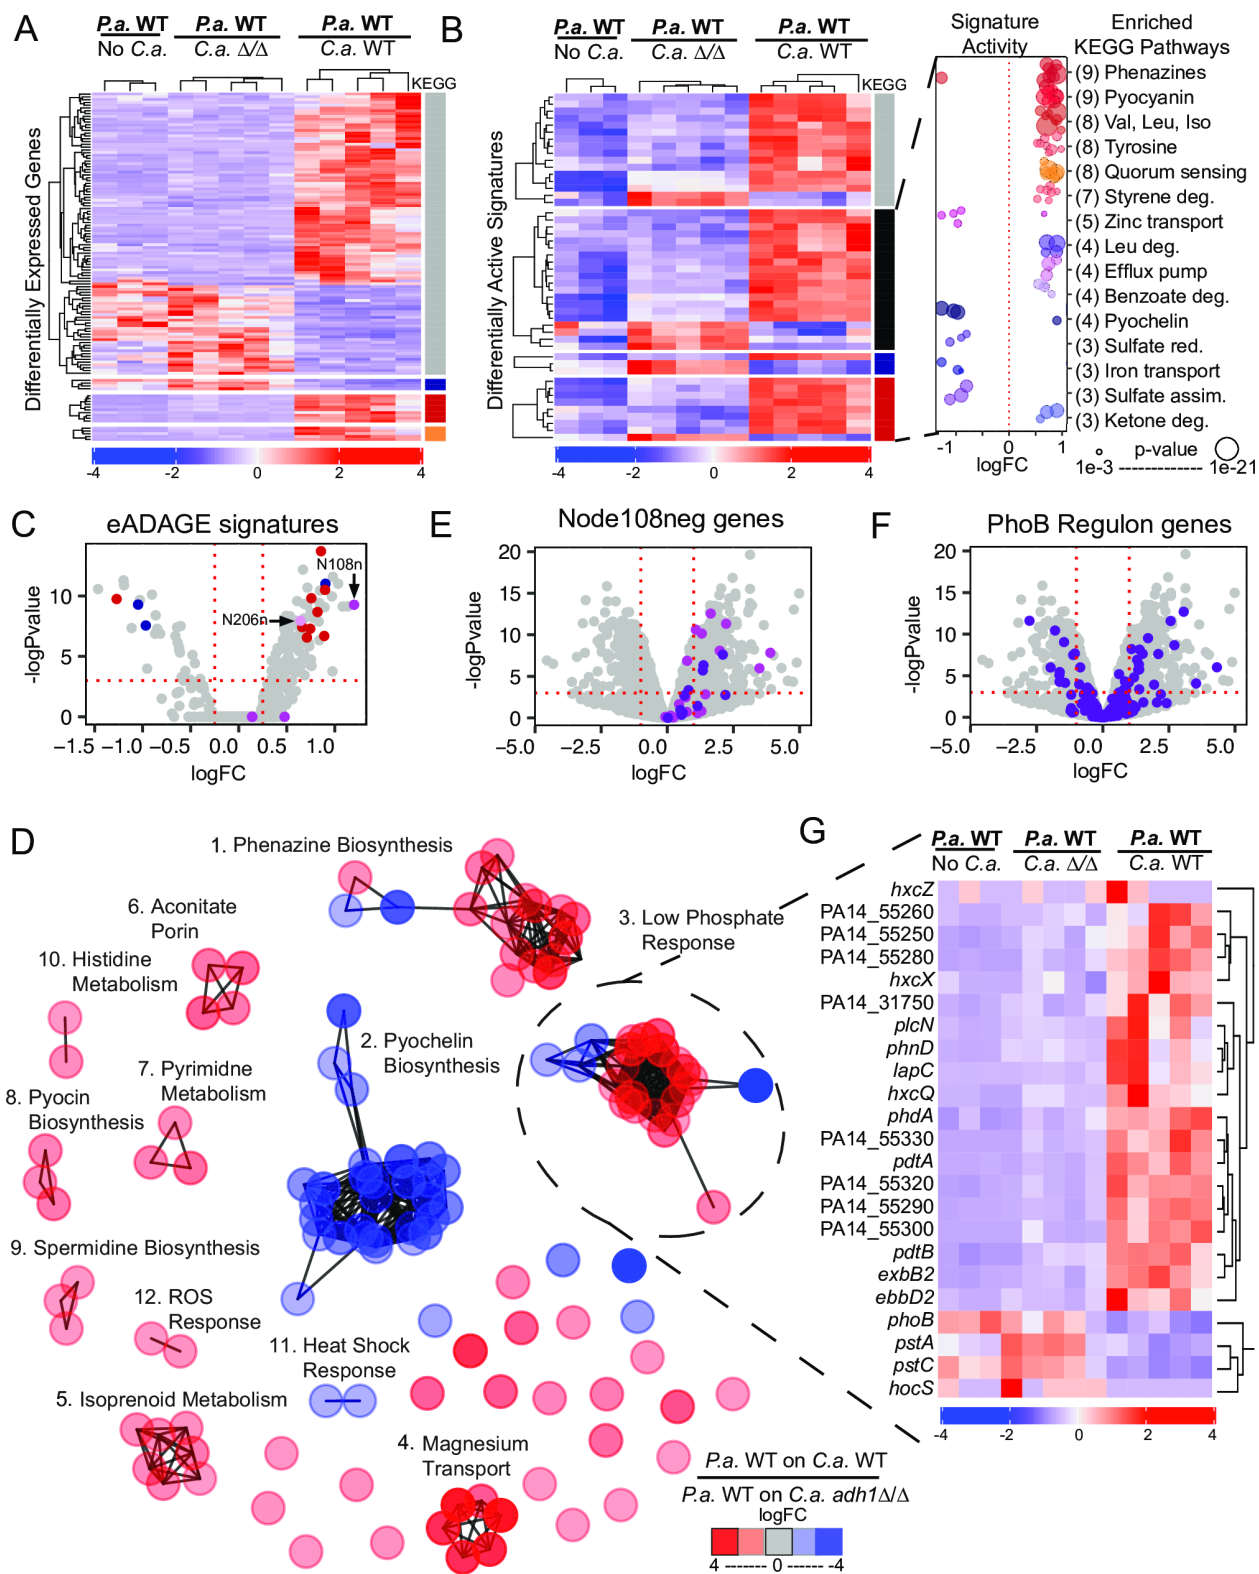 A
P.a. WT
P.a. WT
P.a. WT
No C.a.
C.a. Δ/Δ
C.a. WT
KEGG
Differentially Expressed Genes
-4
-2
0
2
4
B
P.a. WT
P.a. WT
P.a. WT
No C.a.
C.a. Δ/Δ
C.a. WT
KEGG
Differentially Active Signatures
-4
-2
0
2
4
Signature
Activity
Enriched
KEGG Pathways
(9) Phenazines
(9) Pyocyanin
(8) Val, Leu, Iso
(8) Tyrosine
(8) Quorum sensing
(7) Styrene deg.
(5) Zinc transport
(4) Leu deg.
(4) Efflux pump
(4) Benzoate deg.
(4) Pyochelin
(3) Sulfate red.
(3) Iron transport
(3) Sulfate assim.
(3) Ketone deg.
-1
0
1
logFC
p-value
1e-3 ------------- 1e-21
C
eADAGE signatures
N108n
N206n
10
5
0
-logPvalue
−1.5 −1.0 −0.5 0.0 0.5 1.0
logFC
E
Node108neg genes
20
15
10
5
0
-logPvalue
−5.0 −2.5 0.0 2.5 5.0
logFC
F
PhoB Regulon genes
20
15
10
5
0
-logPvalue
−5.0 −2.5 0.0 2.5 5.0
logFC
D
1. Phenazine Biosynthesis
6. Aconitate
Porin
3. Low Phosphate
Response
10. Histidine
Metabolism
2. Pyochelin
Biosynthesis
7. Pyrimidne
Metabolism
8. Pyocin
Biosynthesis
9. Spermidine Biosynthesis
12. ROS
Response
11. Heat Shock
Response
5. Isoprenoid Metabolism
4. Magnesium
Transport
P.a. WT on C.a. WT
P.a. WT on C.a. adh1Δ/Δ
logFC
4 ------- 0 ------ -4
G
P.a. WT
P.a. WT
P.a. WT
No C.a.
C.a. Δ/Δ
C.a. WT
hxcZ
PA14_55260
PA14_55250
PA14_55280
hxcX
PA14_31750
plcN
phnD
lapC
hxcQ
phdA
PA14_55330
pdtA
PA14_55320
PA14_55290
PA14_55300
pdtB
exbB2
ebbD2
phoB
pstA
pstC
hocS
-4
-2
0
2
4